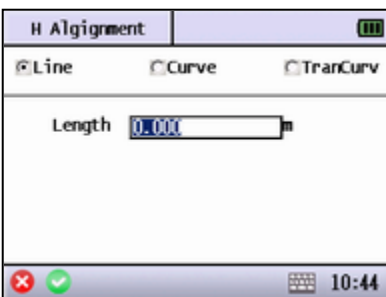 H Algignment
Line Curve TranCurv
Length 0.000 m
10:44